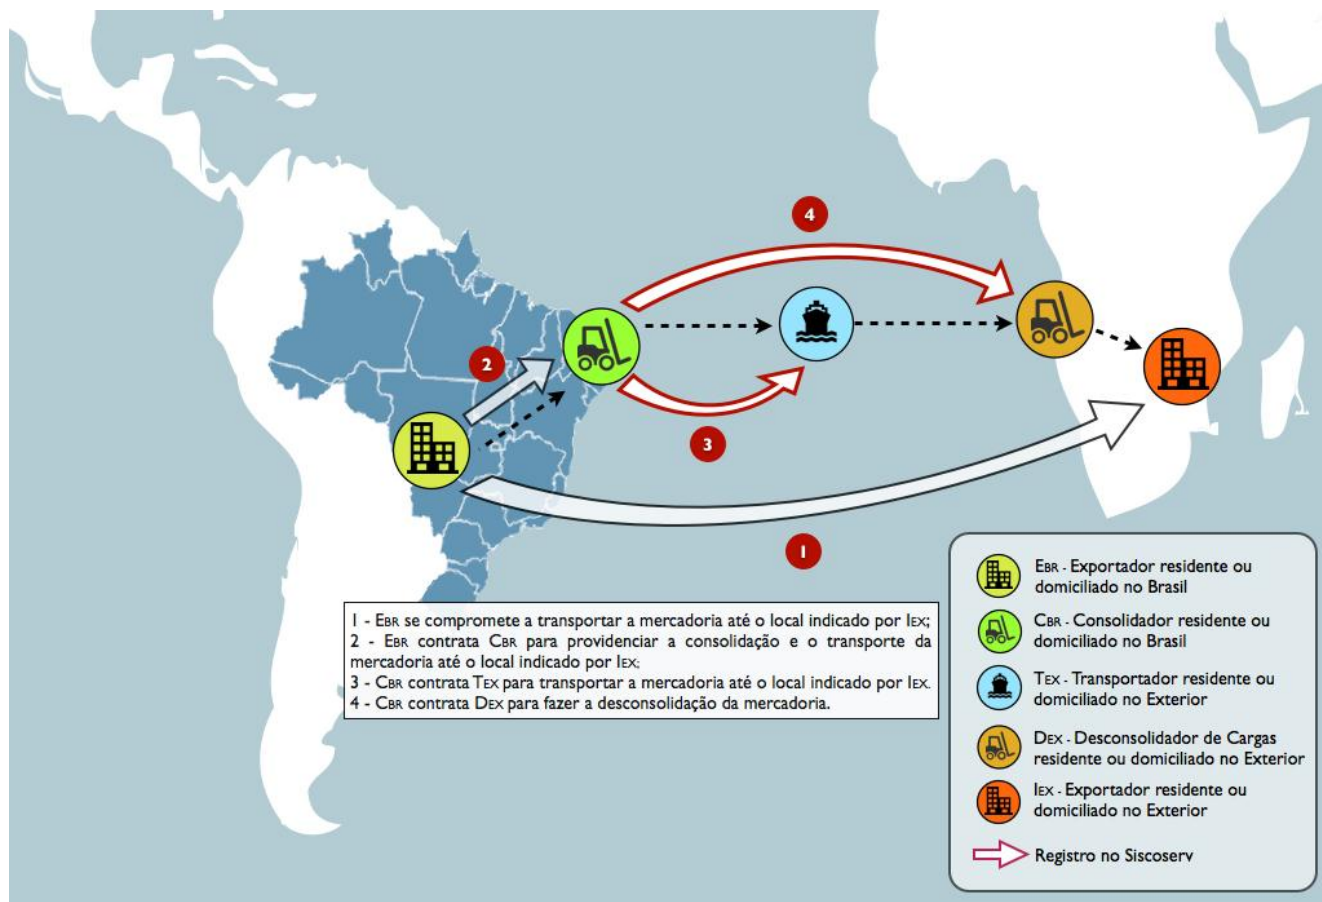 4
2
3
1
1 - EBR se compromete a transportar a mercadoria até o local indicado por IEX;
2 - EBR contrata CBR para providenciar a consolidação e o transporte da
mercadoria até o local indicado por IEX;
3 - CBR contrata TEX para transportar a mercadoria até o local indicado por IEX.
4 - CBR contrata DEX para fazer a desconsolidação da mercadoria.
EBR - Exportador residente ou
domiciliado no Brasil
CBR - Consolidador residente ou
domiciliado no Brasil
TEX - Transportador residente ou
domiciliado no Exterior
DEX - Desconsolidador de Cargas
residente ou domiciliado no Exterior
IEX - Exportador residente ou
domiciliado no Exterior
Registro no Siscoserv